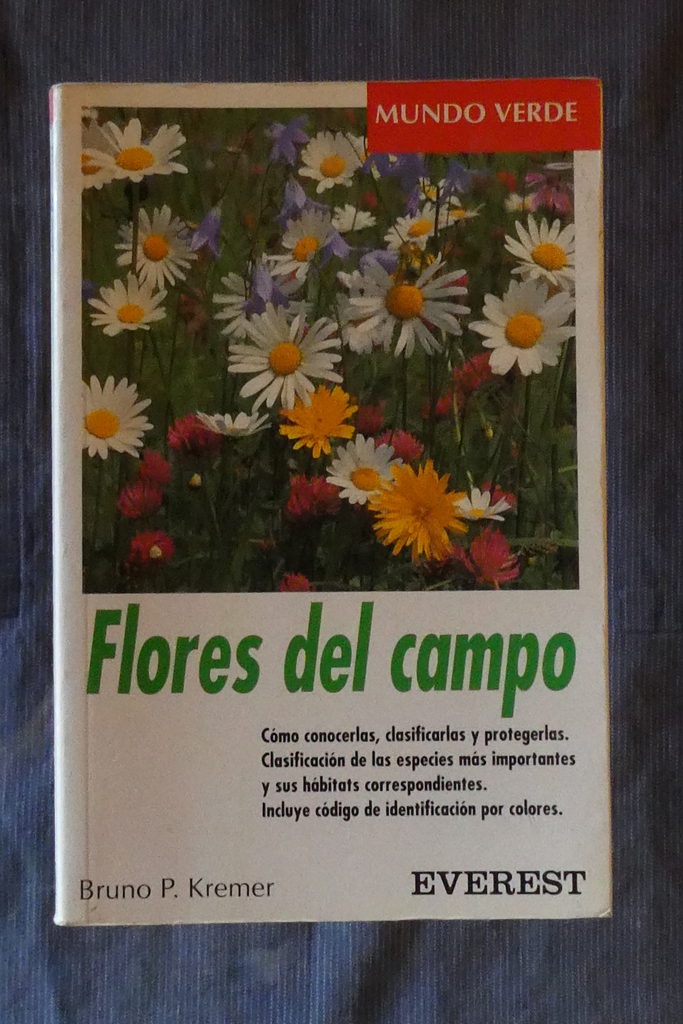 MUNDO VERDE
Flores del campo
Cómo conocerlas, clasificarlas y protegerlas.
Clasificación de las especies más importantes
y sus hábitats correspondientes.
Incluye código de identificación por colores.
Bruno P. Kremer
EVEREST